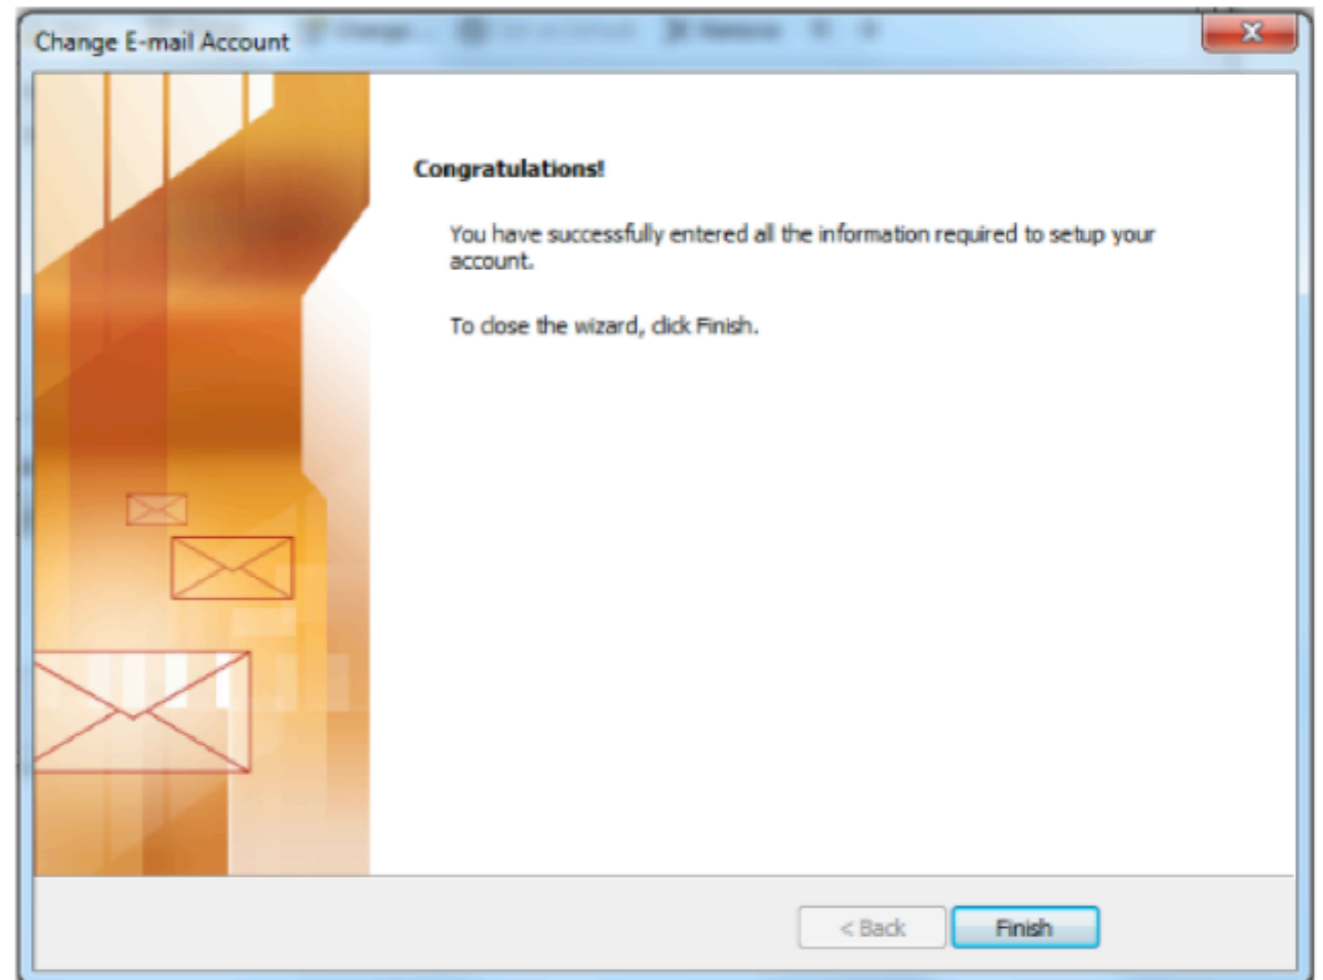 Change E-mail Account
Congratulations!
You have successfully entered all the information required to setup your
account.
To close the wizard, click Finish.
< Back
Finish